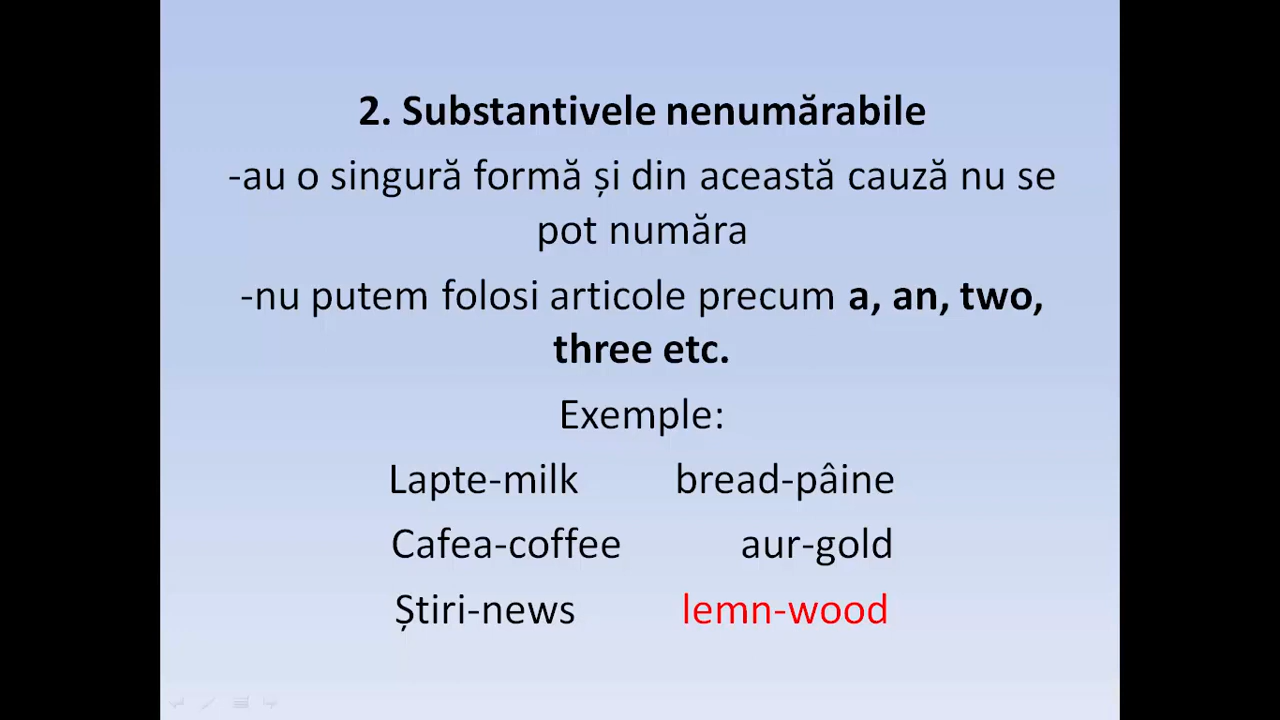 2. Substantivele nenumărabile
-au o singură formă și din această cauză nu se
pot număra
-nu putem folosi articole precum a, an, two,
three etc.
Exemple:
Lapte-milk bread-pâine
Cafea-coffee aur-gold
Știri-news lemn-wood